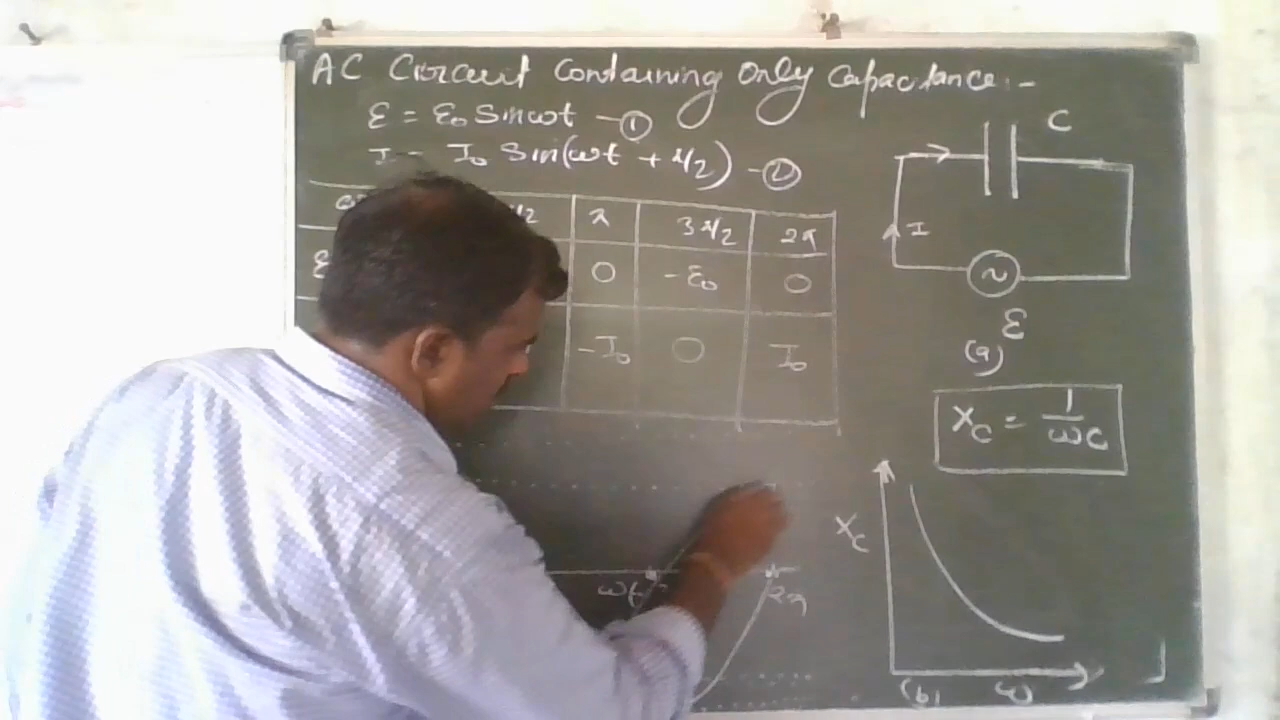 AC Circuit Containing Only Capacitance :-
ε = ε₀ Sinωt - ①
I = I₀ Sin(ωt + π/2) - ②
π 3π/2 2π
ε 0 -ε₀ 0
-I₀ 0 I₀
ωt 2π
C
I
ε
(a)
X_C = 1/ωC
X_C
(b) ω